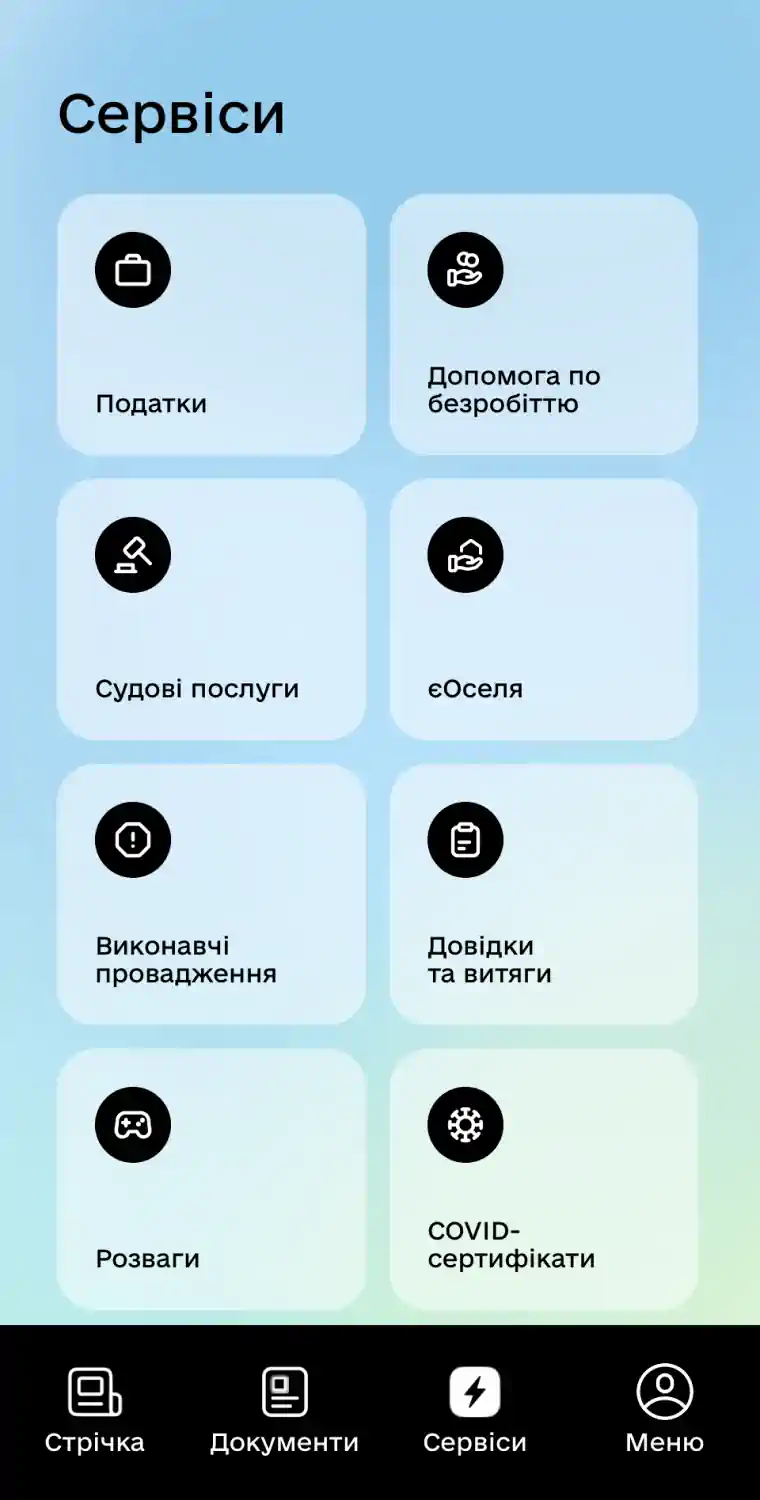 Сервіси
Податки
Допомога по
безробіттю
Судові послуги
єОселя
Виконавчі
провадження
Довідки
та витяги
Розваги
COVID-
сертифікати
Стрічка
Документи
Сервіси
Меню